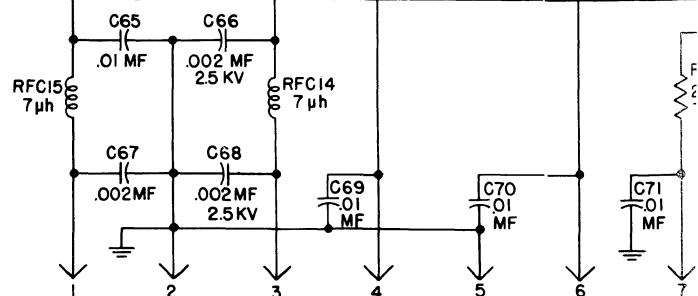 C65
.01 MF
C66
.002 MF
2.5 KV
RFC15
7μh
RFC14
7μh
C67
.002MF
C68
.002MF
2.5KV
C69
.01
MF
C70
.01
MF
C71
.01
MF
1
2
3
4
5
6
7